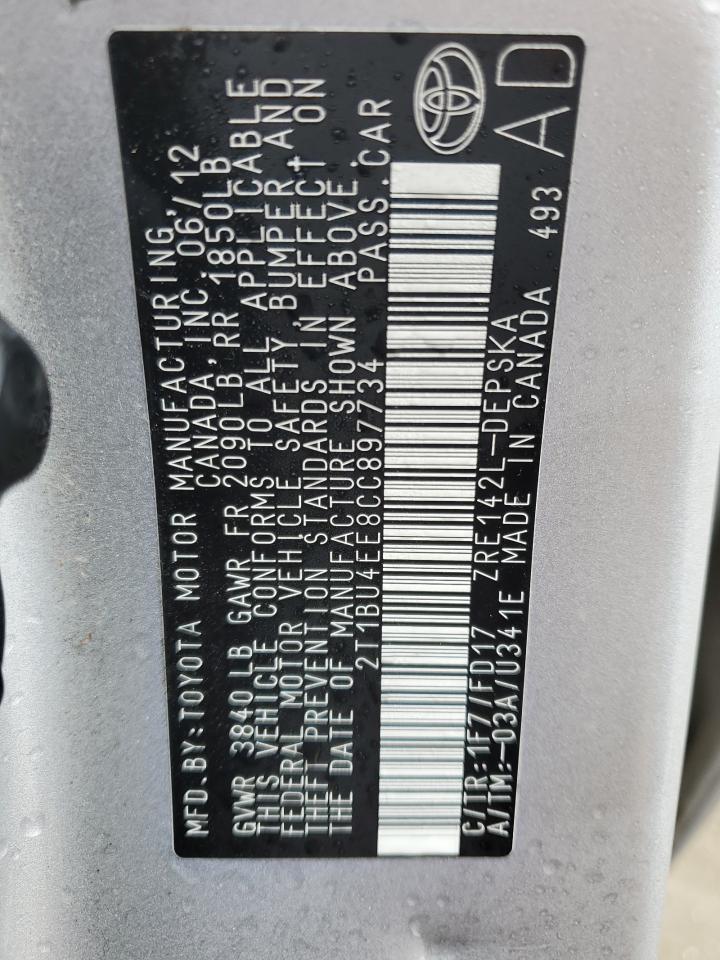 MFD.BY:TOYOTA MOTOR MANUFACTURING
CANADA, INC. 06/12
GVWR 3840LB GAWR FR 2090LB, RR 1850LB
THIS VEHICLE CONFORMS TO ALL APPLICABLE
FEDERAL MOTOR VEHICLE SAFETY, BUMPER AND
THEFT PREVENTION STANDARDS IN EFFECT ON
THE DATE OF MANUFACTURE SHOWN ABOVE.
2T1BU4EE8CC897734 PASS.CAR
C/TR:1F7/FD17 ZRE142L-DEPSKA
A/TM:-03A/U341E MADE IN CANADA 493
AD